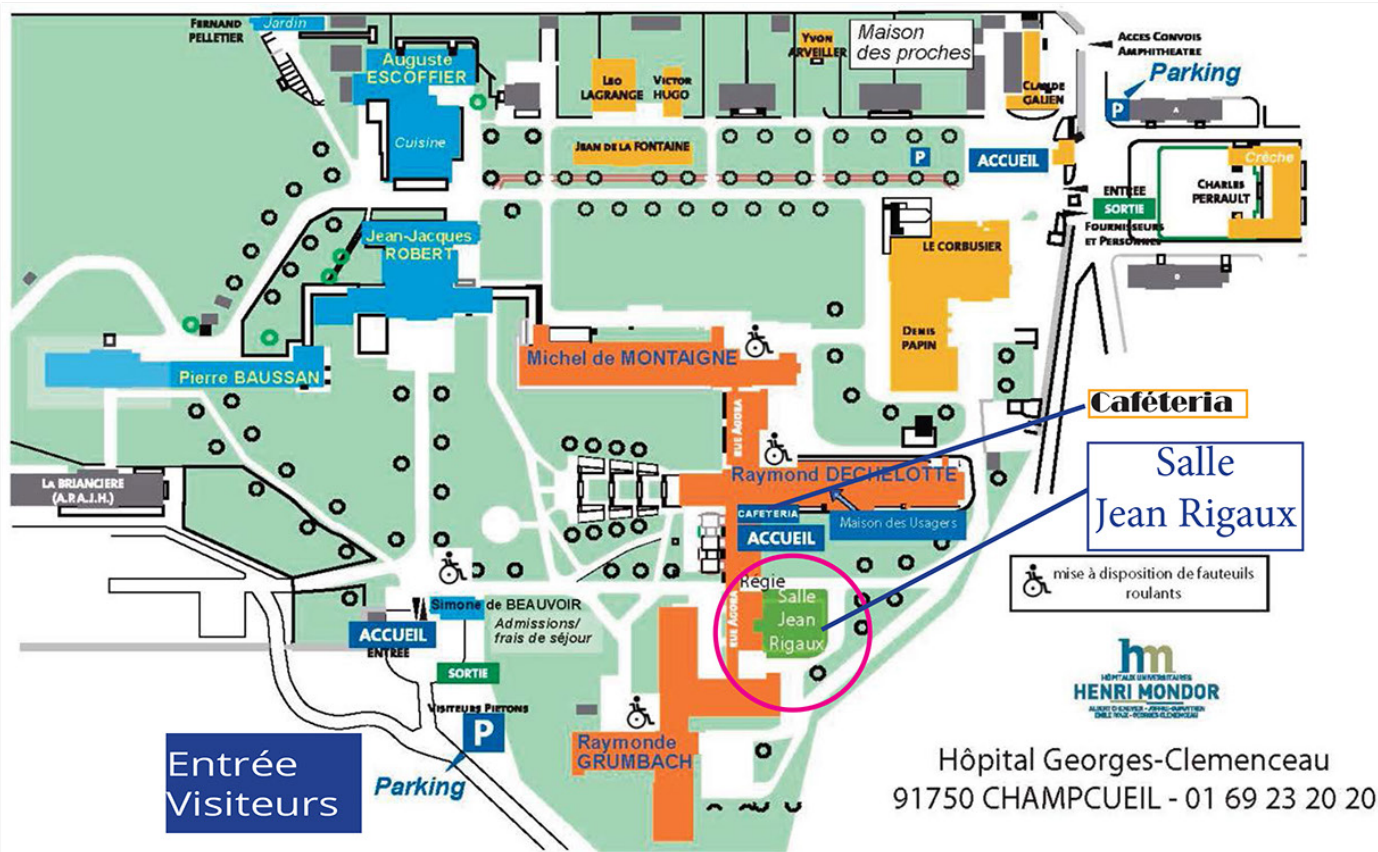 FERNAND
PELLETIER
Jardin
Auguste
ESCOFFIER
Cuisine
LEO
LAGRANGE
VICTOR
HUGO
YVON
ARVEILLER
Maison
des proches
CLAUDE
GALIEN
ACCES CONVOIS
AMPHITHEATRE
Parking
P
A
JEAN DE LA FONTAINE
P
ACCUEIL
Crèche
CHARLES
PERRAULT
ENTREE
SORTIE
FOURNISSEURS
ET PERSONNEL
Jean-Jacques
ROBERT
LE CORBUSIER
DENIS
PAPIN
Michel de MONTAIGNE
Pierre BAUSSAN
RUE AGORA
Caféteria
Salle
Jean Rigaux
LA BRIANCIERE
(A.P.A.J.H.)
Raymond DECHELOTTE
CAFETERIA
Maison des Usagers
ACCUEIL
mise à disposition de fauteuils
roulants
Régie
Salle
Jean
Rigaux
RUE AGORA
Simone de BEAUVOIR
Admissions/
frais de séjour
ACCUEIL
ENTREE
SORTIE
VISITEURS PIETONS
P
Parking
Entrée
Visiteurs
Raymonde
GRUMBACH
hm
HÔPITAUX UNIVERSITAIRES
HENRI MONDOR
Hôpital Georges-Clemenceau
91750 CHAMPCUEIL - 01 69 23 20 20